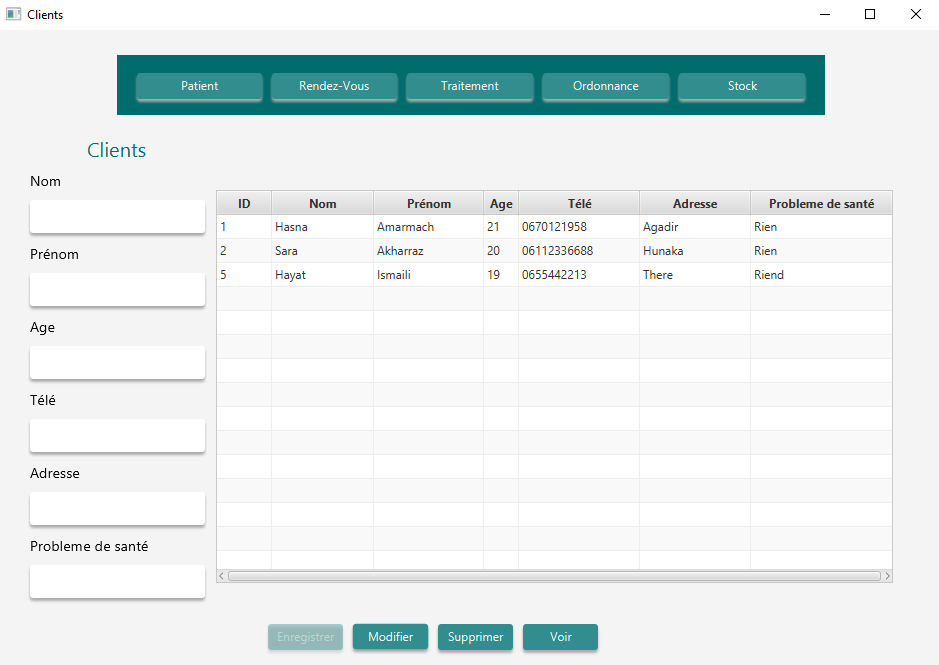 Clients
Patient Rendez-Vous Traitement Ordonnance Stock
Clients
Nom
Prénom
Age
Télé
Adresse
Probleme de santé
ID Nom Prénom Age Télé Adresse Probleme de santé
1 Hasna Amarmach 21 0670121958 Agadir Rien
2 Sara Akharraz 20 06112336688 Hunaka Rien
5 Hayat Ismaili 19 0655442213 There Riend
Enregistrer Modifier Supprimer Voir